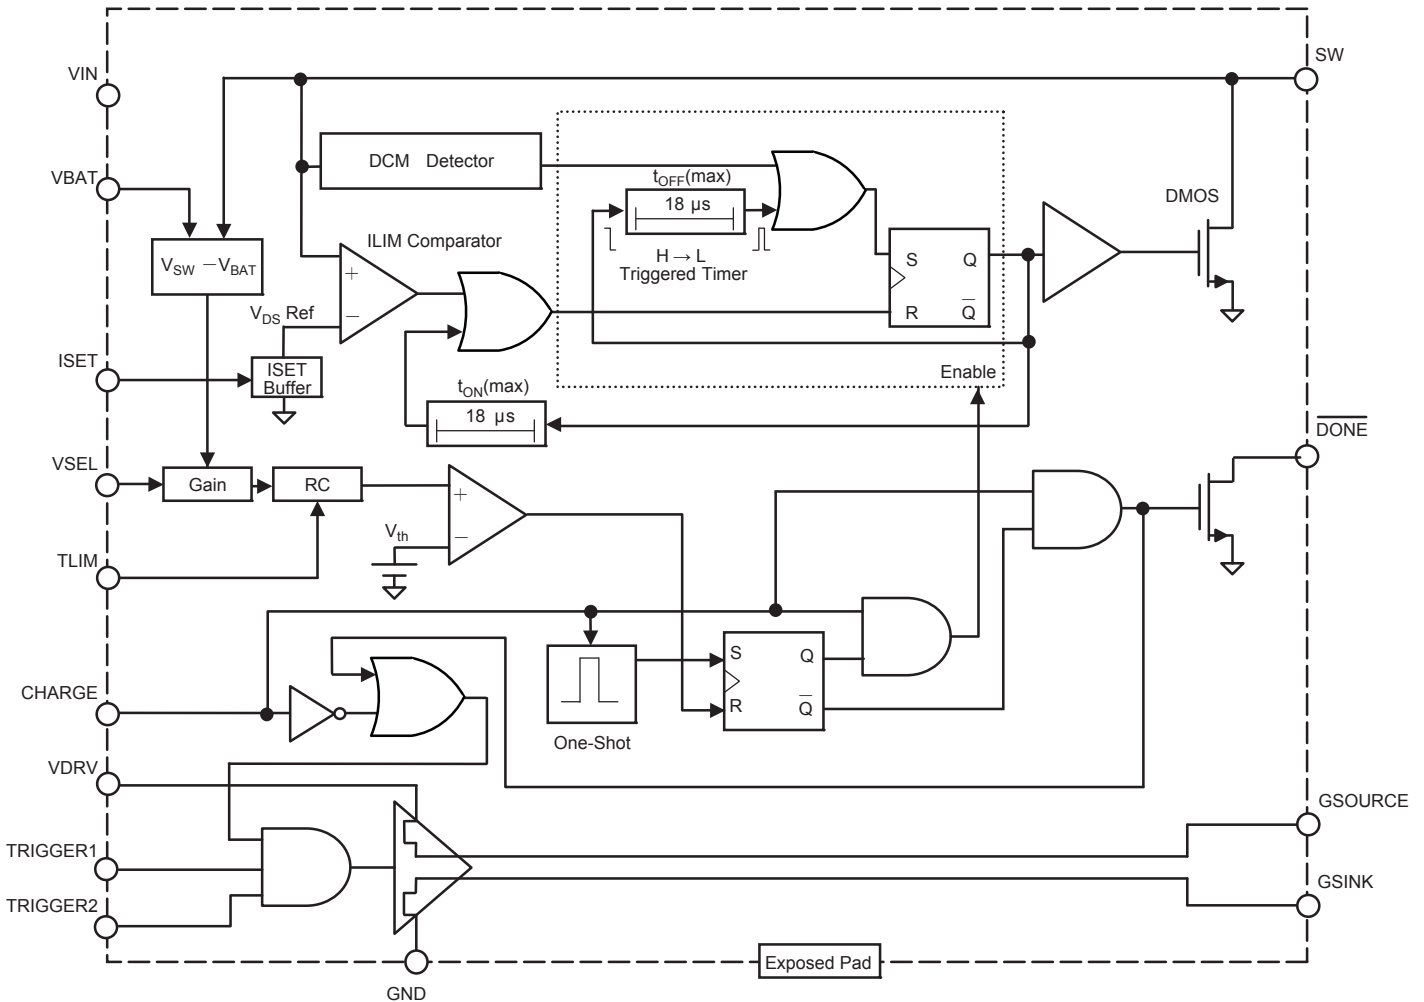 VIN
SW
VBAT
DCM Detector
tOFF(max)
18 µs
H → L
Triggered Timer
DMOS
ILIM Comparator
VSW − VBAT
+
−
VDS Ref
S
Q
R
Q̅
ISET
ISET
Buffer
Enable
tON(max)
18 µs
D̅O̅N̅E̅
VSEL
Gain
RC
+
−
Vth
TLIM
S
Q
R
Q̅
One-Shot
CHARGE
VDRV
GSOURCE
TRIGGER1
GSINK
TRIGGER2
Exposed Pad
GND